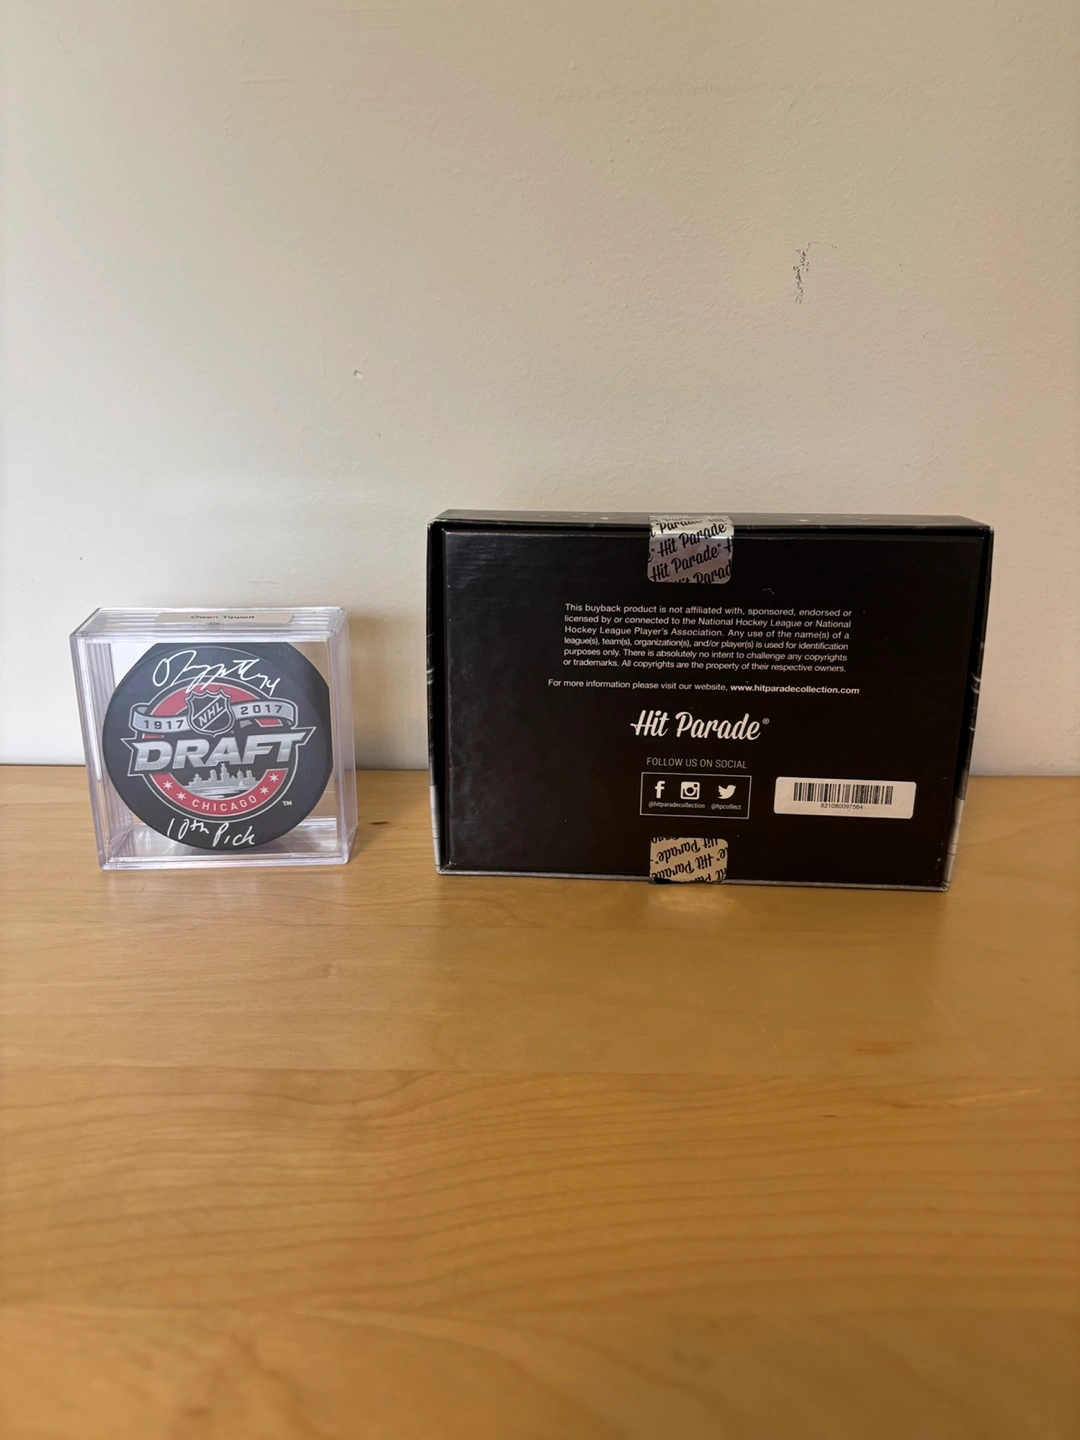 Owen Tippett
74
1917 NHL 2017
DRAFT
CHICAGO
TM
10th Pick
Hit Parade
Hit Parade
Hit Parade
This buyback product is not affiliated with, sponsored, endorsed or
licensed by or connected to the National Hockey League or National
Hockey League Player's Association. Any use of the name(s) of a
league(s), team(s), organization(s), and/or player(s) is used for identification
purposes only. There is absolutely no intent to challenge any copyrights
or trademarks. All copyrights are the property of their respective owners.
For more information please visit our website, www.hitparadecollection.com
Hit Parade®
FOLLOW US ON SOCIAL
@hitparadecollection @hpcollect
821080097564
Hit Parade